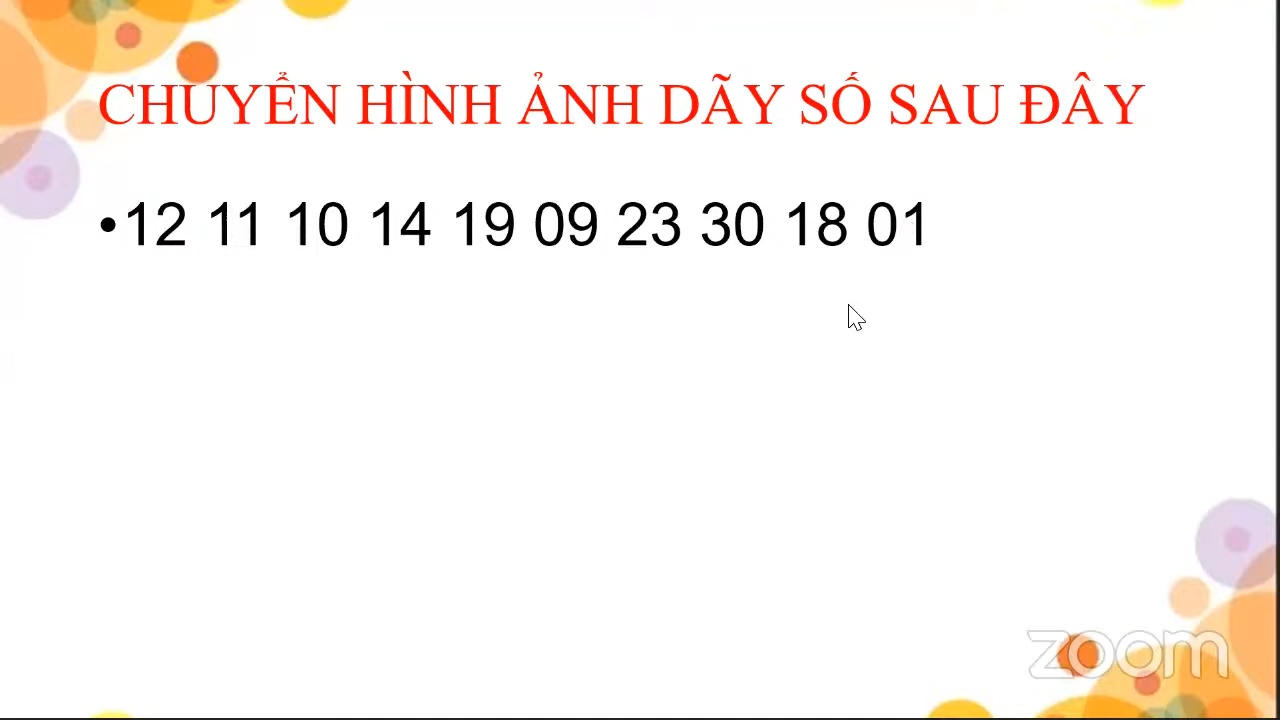 CHUYỂN HÌNH ẢNH DÃY SỐ SAU ĐÂY
•12 11 10 14 19 09 23 30 18 01
zoom